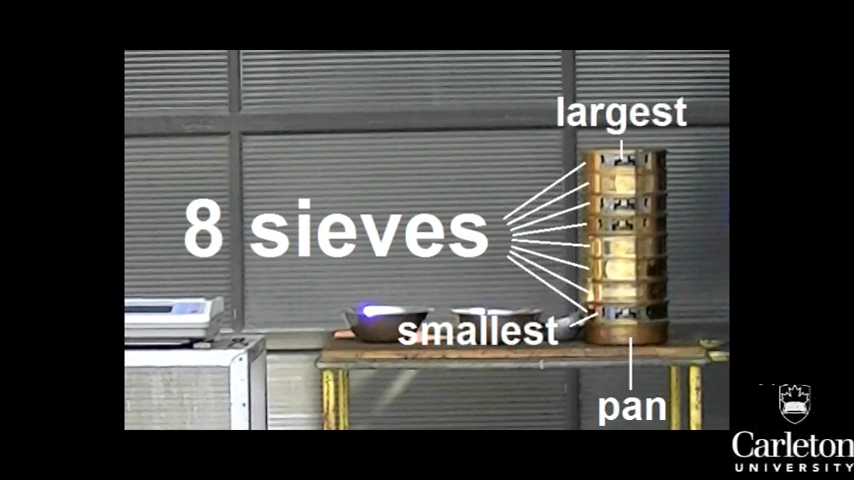 largest
8 sieves
smallest
pan
Carleton
UNIVERSITY